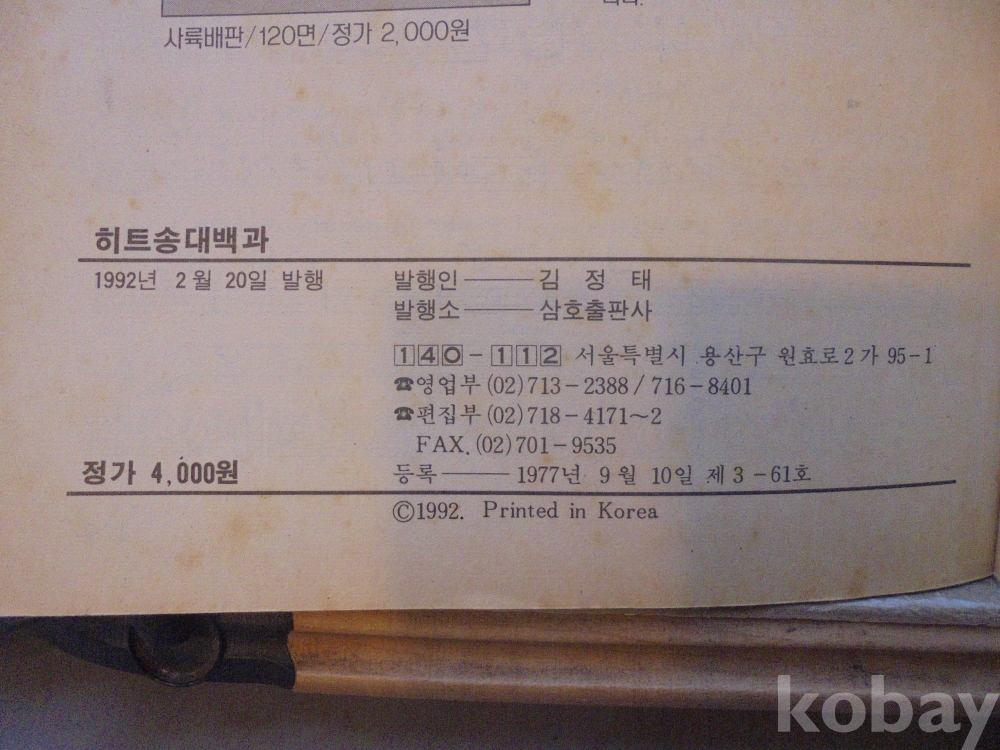 니다.
사륙배판/120면/정가 2,000원
히트송대백과
1992년 2월 20일 발행
발행인──김 정 태
발행소──삼호출판사
140-112 서울특별시 용산구 원효로2가 95-1
☎영업부 (02)713-2388/716-8401
☎편집부 (02)718-4171~2
FAX. (02)701-9535
정가 4,000원
등록──1977년 9월 10일 제3-61호
©1992. Printed in Korea
kobay